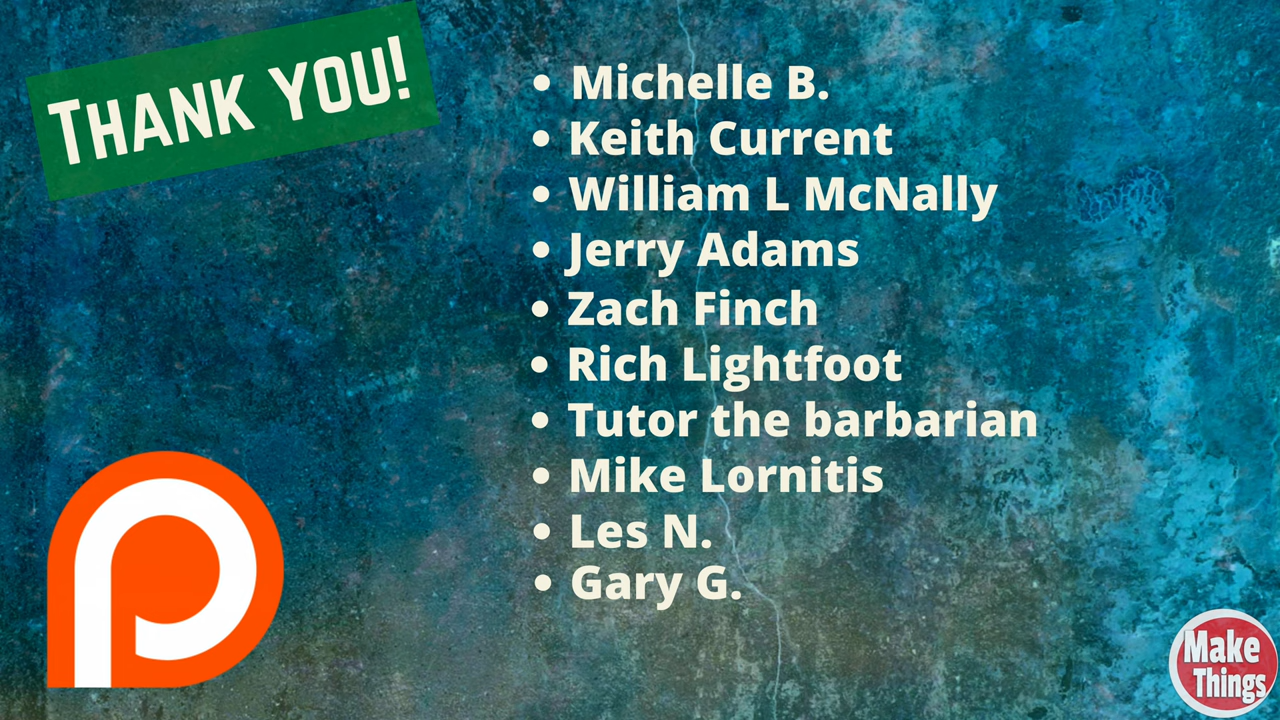 THANK YOU!
• Michelle B.
• Keith Current
• William L McNally
• Jerry Adams
• Zach Finch
• Rich Lightfoot
• Tutor the barbarian
• Mike Lornitis
• Les N.
• Gary G.
Make
Things